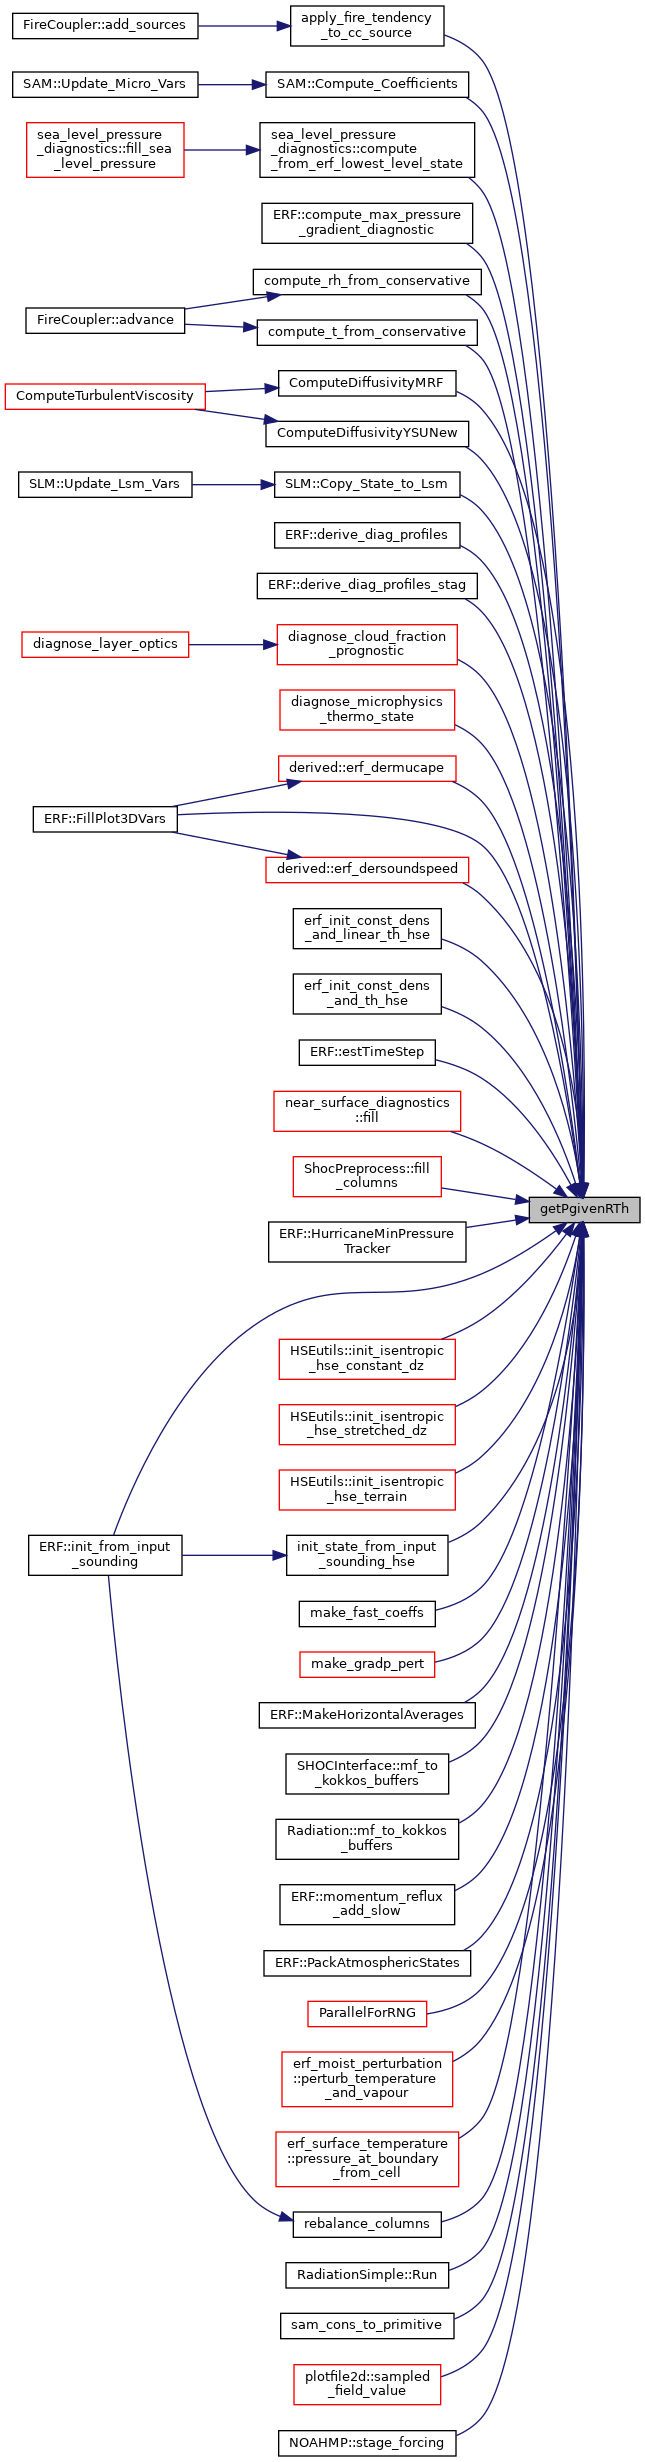 FireCoupler::add_sources
apply_fire_tendency
_to_cc_source
SAM::Update_Micro_Vars
SAM::Compute_Coefficients
sea_level_pressure
_diagnostics::fill_sea
_level_pressure
sea_level_pressure
_diagnostics::compute
_from_erf_lowest_level_state
ERF::compute_max_pressure
_gradient_diagnostic
compute_rh_from_conservative
FireCoupler::advance
compute_t_from_conservative
ComputeTurbulentViscosity
ComputeDiffusivityMRF
ComputeDiffusivityYSUNew
SLM::Update_Lsm_Vars
SLM::Copy_State_to_Lsm
ERF::derive_diag_profiles
ERF::derive_diag_profiles_stag
diagnose_layer_optics
diagnose_cloud_fraction
_prognostic
diagnose_microphysics
_thermo_state
derived::erf_dermucape
ERF::FillPlot3DVars
derived::erf_dersoundspeed
erf_init_const_dens
_and_linear_th_hse
erf_init_const_dens
_and_th_hse
ERF::estTimeStep
near_surface_diagnostics
::fill
ShocPreprocess::fill
_columns
getPgivenRTh
ERF::HurricaneMinPressure
Tracker
HSEutils::init_isentropic
_hse_constant_dz
HSEutils::init_isentropic
_hse_stretched_dz
HSEutils::init_isentropic
_hse_terrain
ERF::init_from_input
_sounding
init_state_from_input
_sounding_hse
make_fast_coeffs
make_gradp_pert
ERF::MakeHorizontalAverages
SHOCInterface::mf_to
_kokkos_buffers
Radiation::mf_to_kokkos
_buffers
ERF::momentum_reflux
_add_slow
ERF::PackAtmosphericStates
ParallelForRNG
erf_moist_perturbation
::perturb_temperature
_and_vapour
erf_surface_temperature
::pressure_at_boundary
_from_cell
rebalance_columns
RadiationSimple::Run
sam_cons_to_primitive
plotfile2d::sampled
_field_value
NOAHMP::stage_forcing